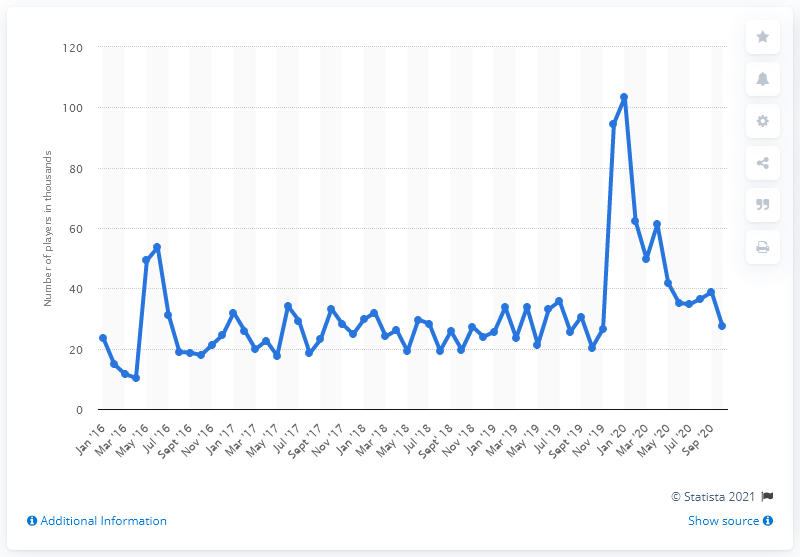 120
100
80
60
40
20
0
Number of players in thousands
Jan '16
Mar '16
May '16
Jul '16
Sept '16
Nov '16
Jan '17
Mar '17
May '17
Jul '17
Sept '17
Nov '17
Jan '18
Mar '18
May '18
Jul '18
Sept' 18
Nov '18
Jan '19
Mar '19
May '19
Jul '19
Sept '19
Nov '19
Jan '20
Mar '20
May '20
Jul '20
Sep '20
© Statista 2021
Additional Information
Show source